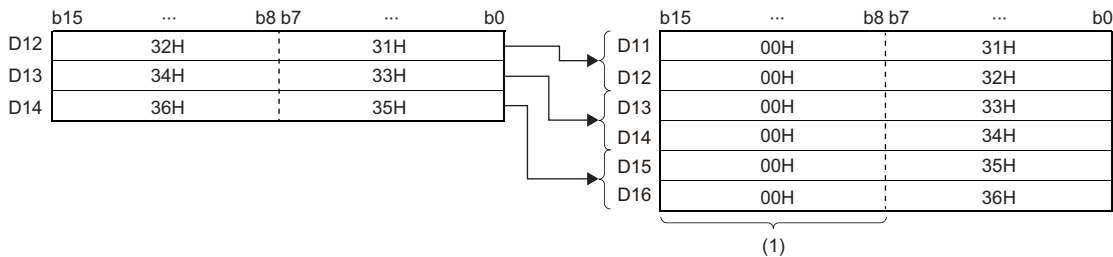 b15 ... b8 b7 ... b0 b15 ... b8 b7 ... b0
D12 32H 31H D11 00H 31H
D13 34H 33H D12 00H 32H
D14 36H 35H D13 00H 33H
D14 00H 34H
D15 00H 35H
D16 00H 36H
(1)